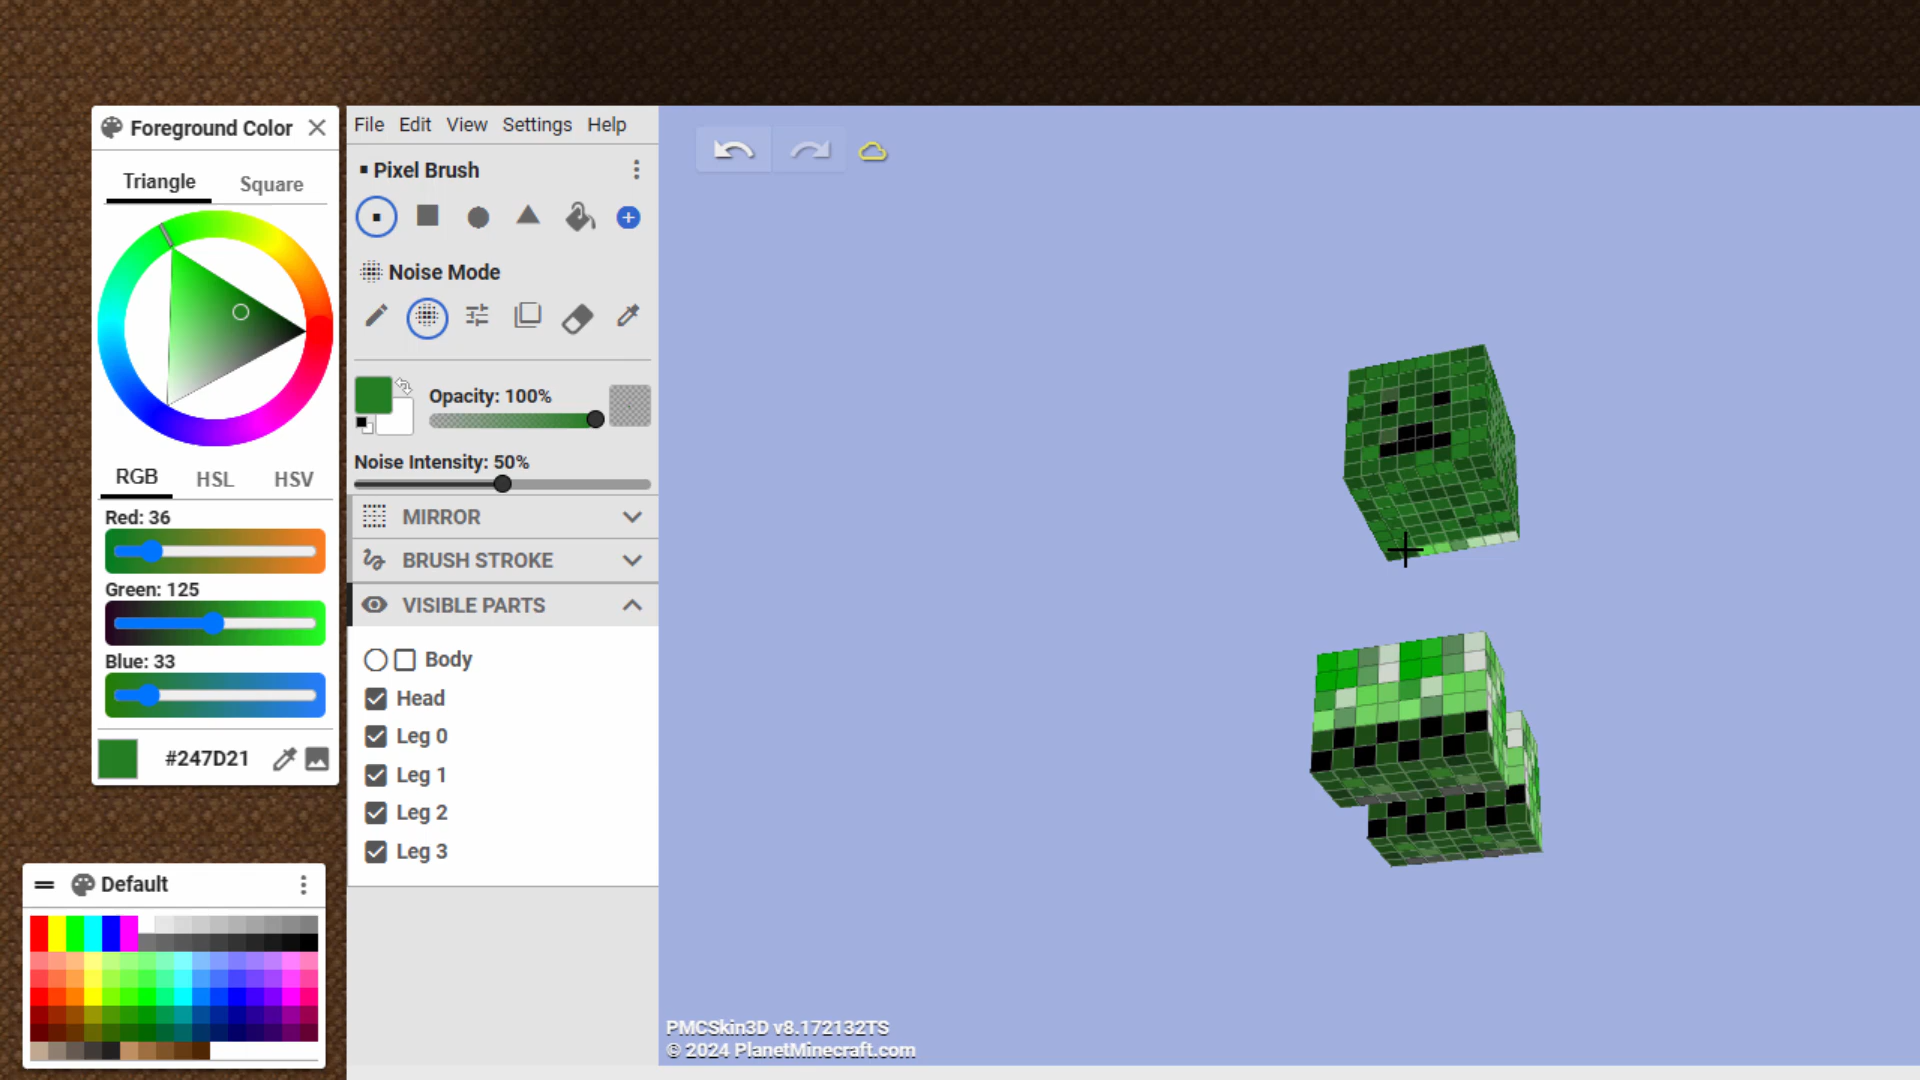 Foreground Color
Triangle
Square
RGB
HSL
HSV
Red: 36
Green: 125
Blue: 33
#247D21
Default
File
Edit
View
Settings
Help
Pixel Brush
Noise Mode
Opacity: 100%
Noise Intensity: 50%
MIRROR
BRUSH STROKE
VISIBLE PARTS
Body
Head
Leg 0
Leg 1
Leg 2
Leg 3
PMCSkin3D v8.172132TS
© 2024 PlanetMinecraft.com